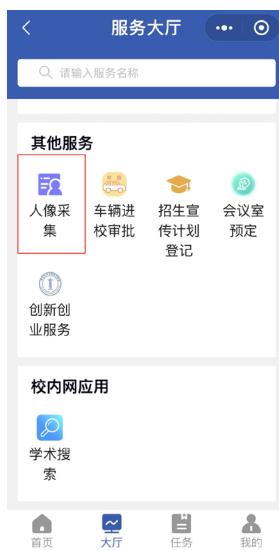 服务大厅
请输入服务名称
其他服务
人像采
集
车辆进
校审批
招生宣
传计划
登记
会议室
预定
创新创
业服务
校内网应用
学术搜
索
首页
大厅
任务
我的